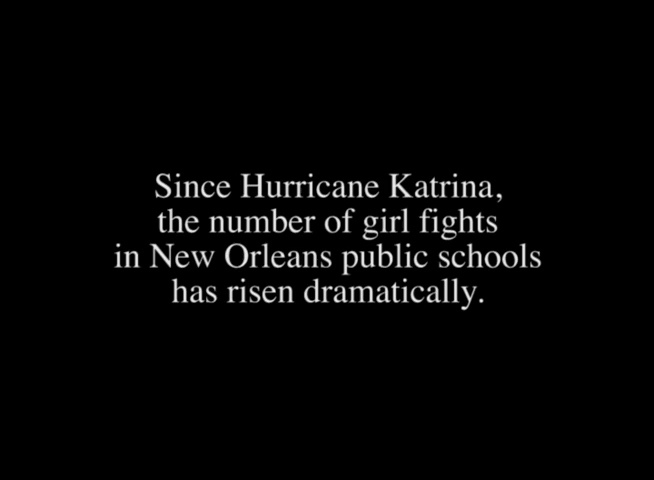 Since Hurricane Katrina,
the number of girl fights
in New Orleans public schools
has risen dramatically.